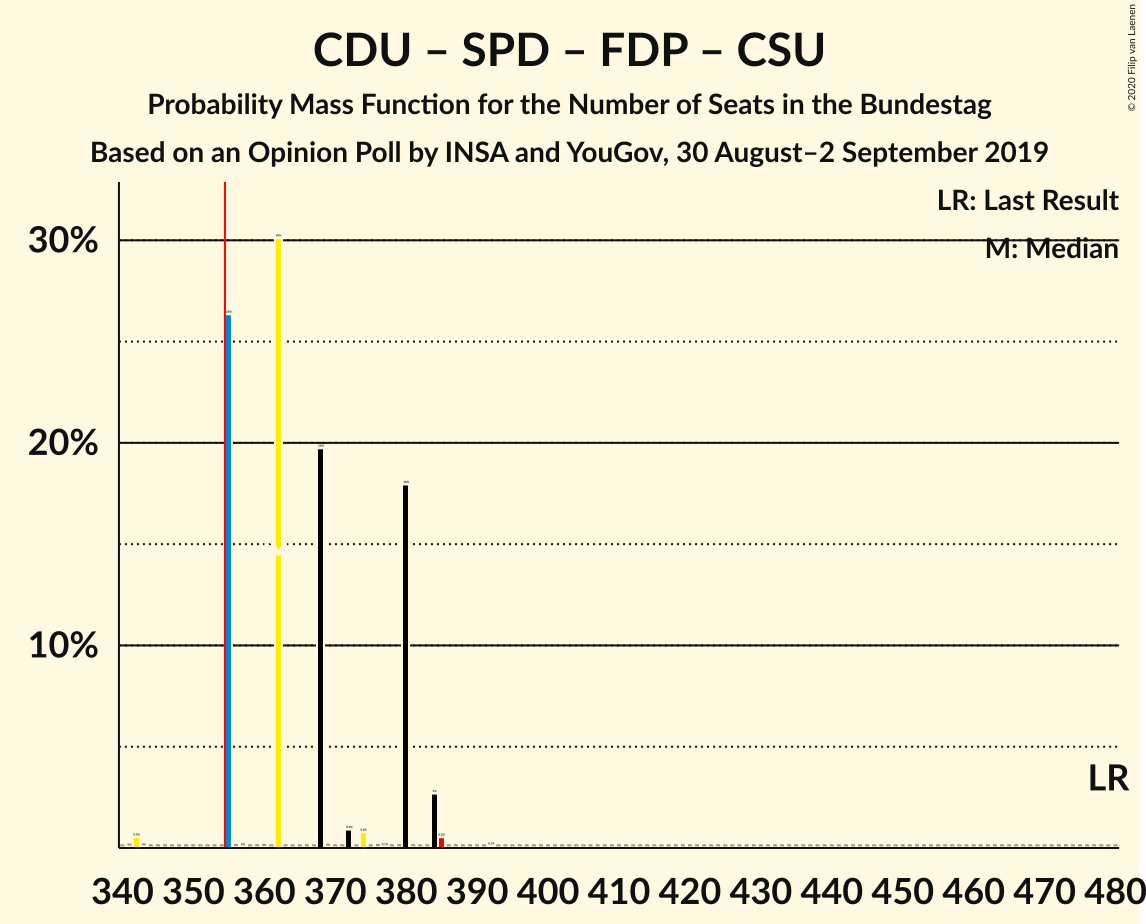 CDU – SPD – FDP – CSU
Probability Mass Function for the Number of Seats in the Bundestag
Based on an Opinion Poll by INSA and YouGov, 30 August–2 September 2019
© 2020 Filip van Laenen
LR: Last Result
M: Median
30%
20%
10%
LR
340 350 360 370 380 390 400 410 420 430 440 450 460 470 480